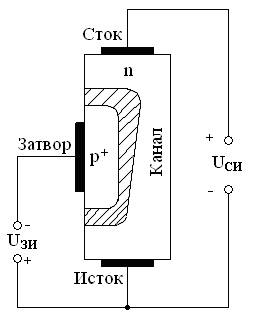 Сток
n
Затвор
p+
Канал
+
UСИ
-
-
UЗИ
+
Исток